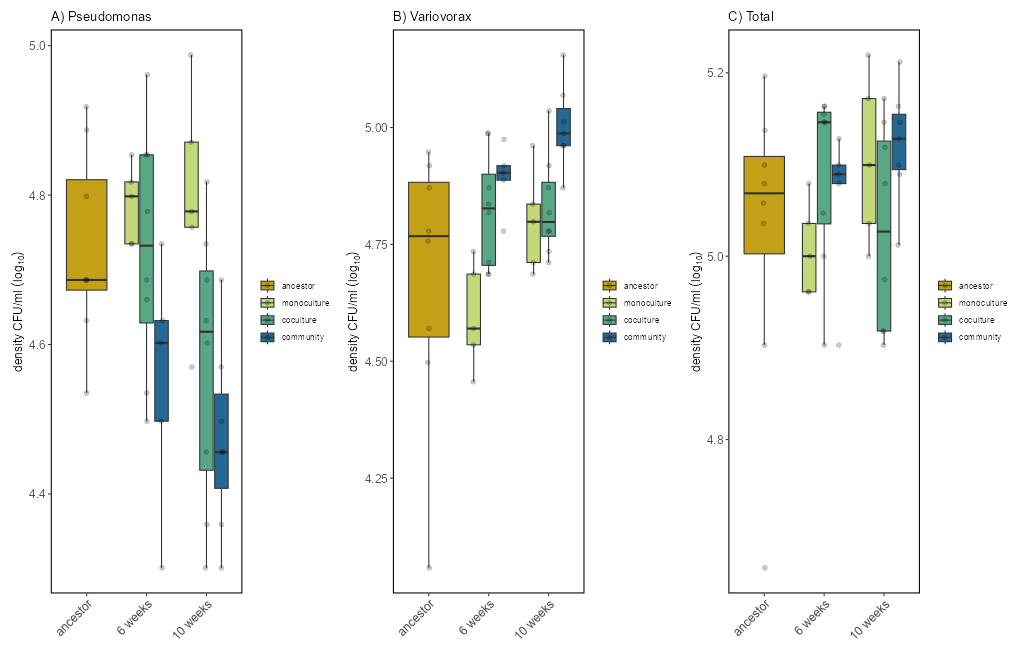 A) Pseudomonas
density CFU/ml (log10)
5.0
4.8
4.6
4.4
ancestor
6 weeks
10 weeks
ancestor
monoculture
coculture
community
B) Variovorax
density CFU/ml (log10)
5.00
4.75
4.50
4.25
ancestor
6 weeks
10 weeks
ancestor
monoculture
coculture
community
C) Total
density CFU/ml (log10)
5.2
5.0
4.8
ancestor
6 weeks
10 weeks
ancestor
monoculture
coculture
community